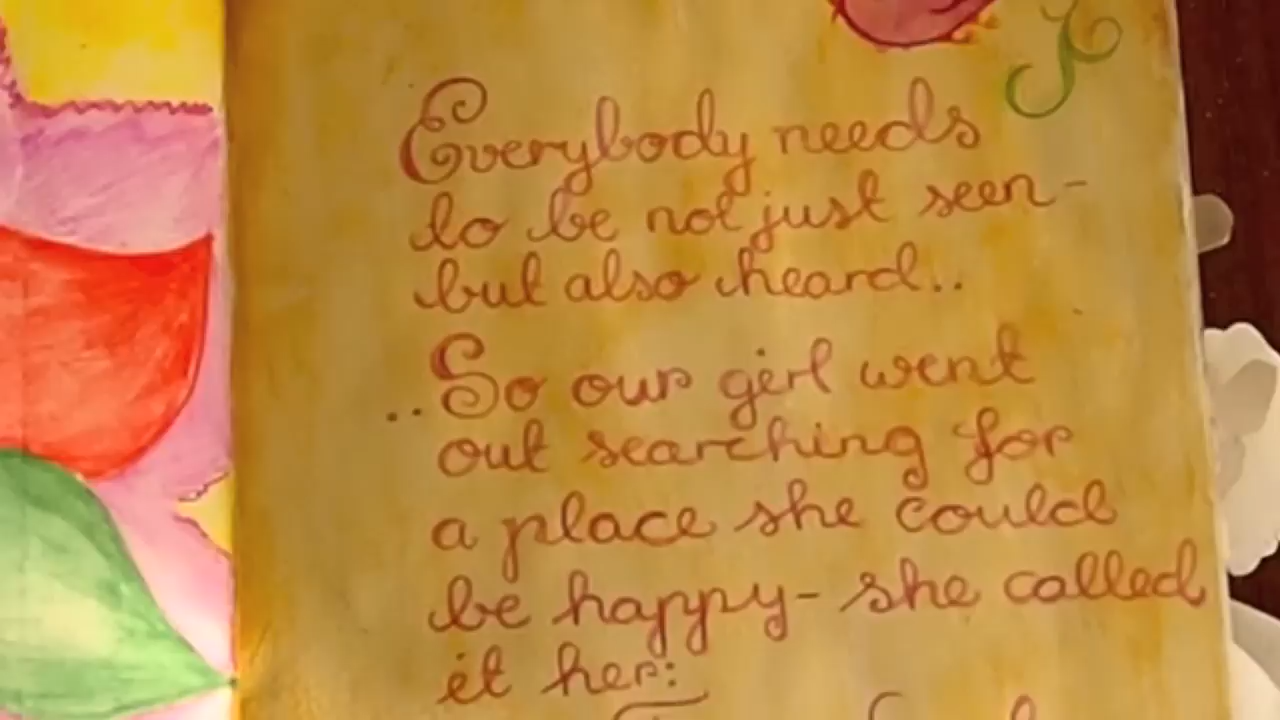 Everybody needs
to be not just seen-
but also heard..
..So our girl went
out searching for
a place she could
be happy- she called
it her: